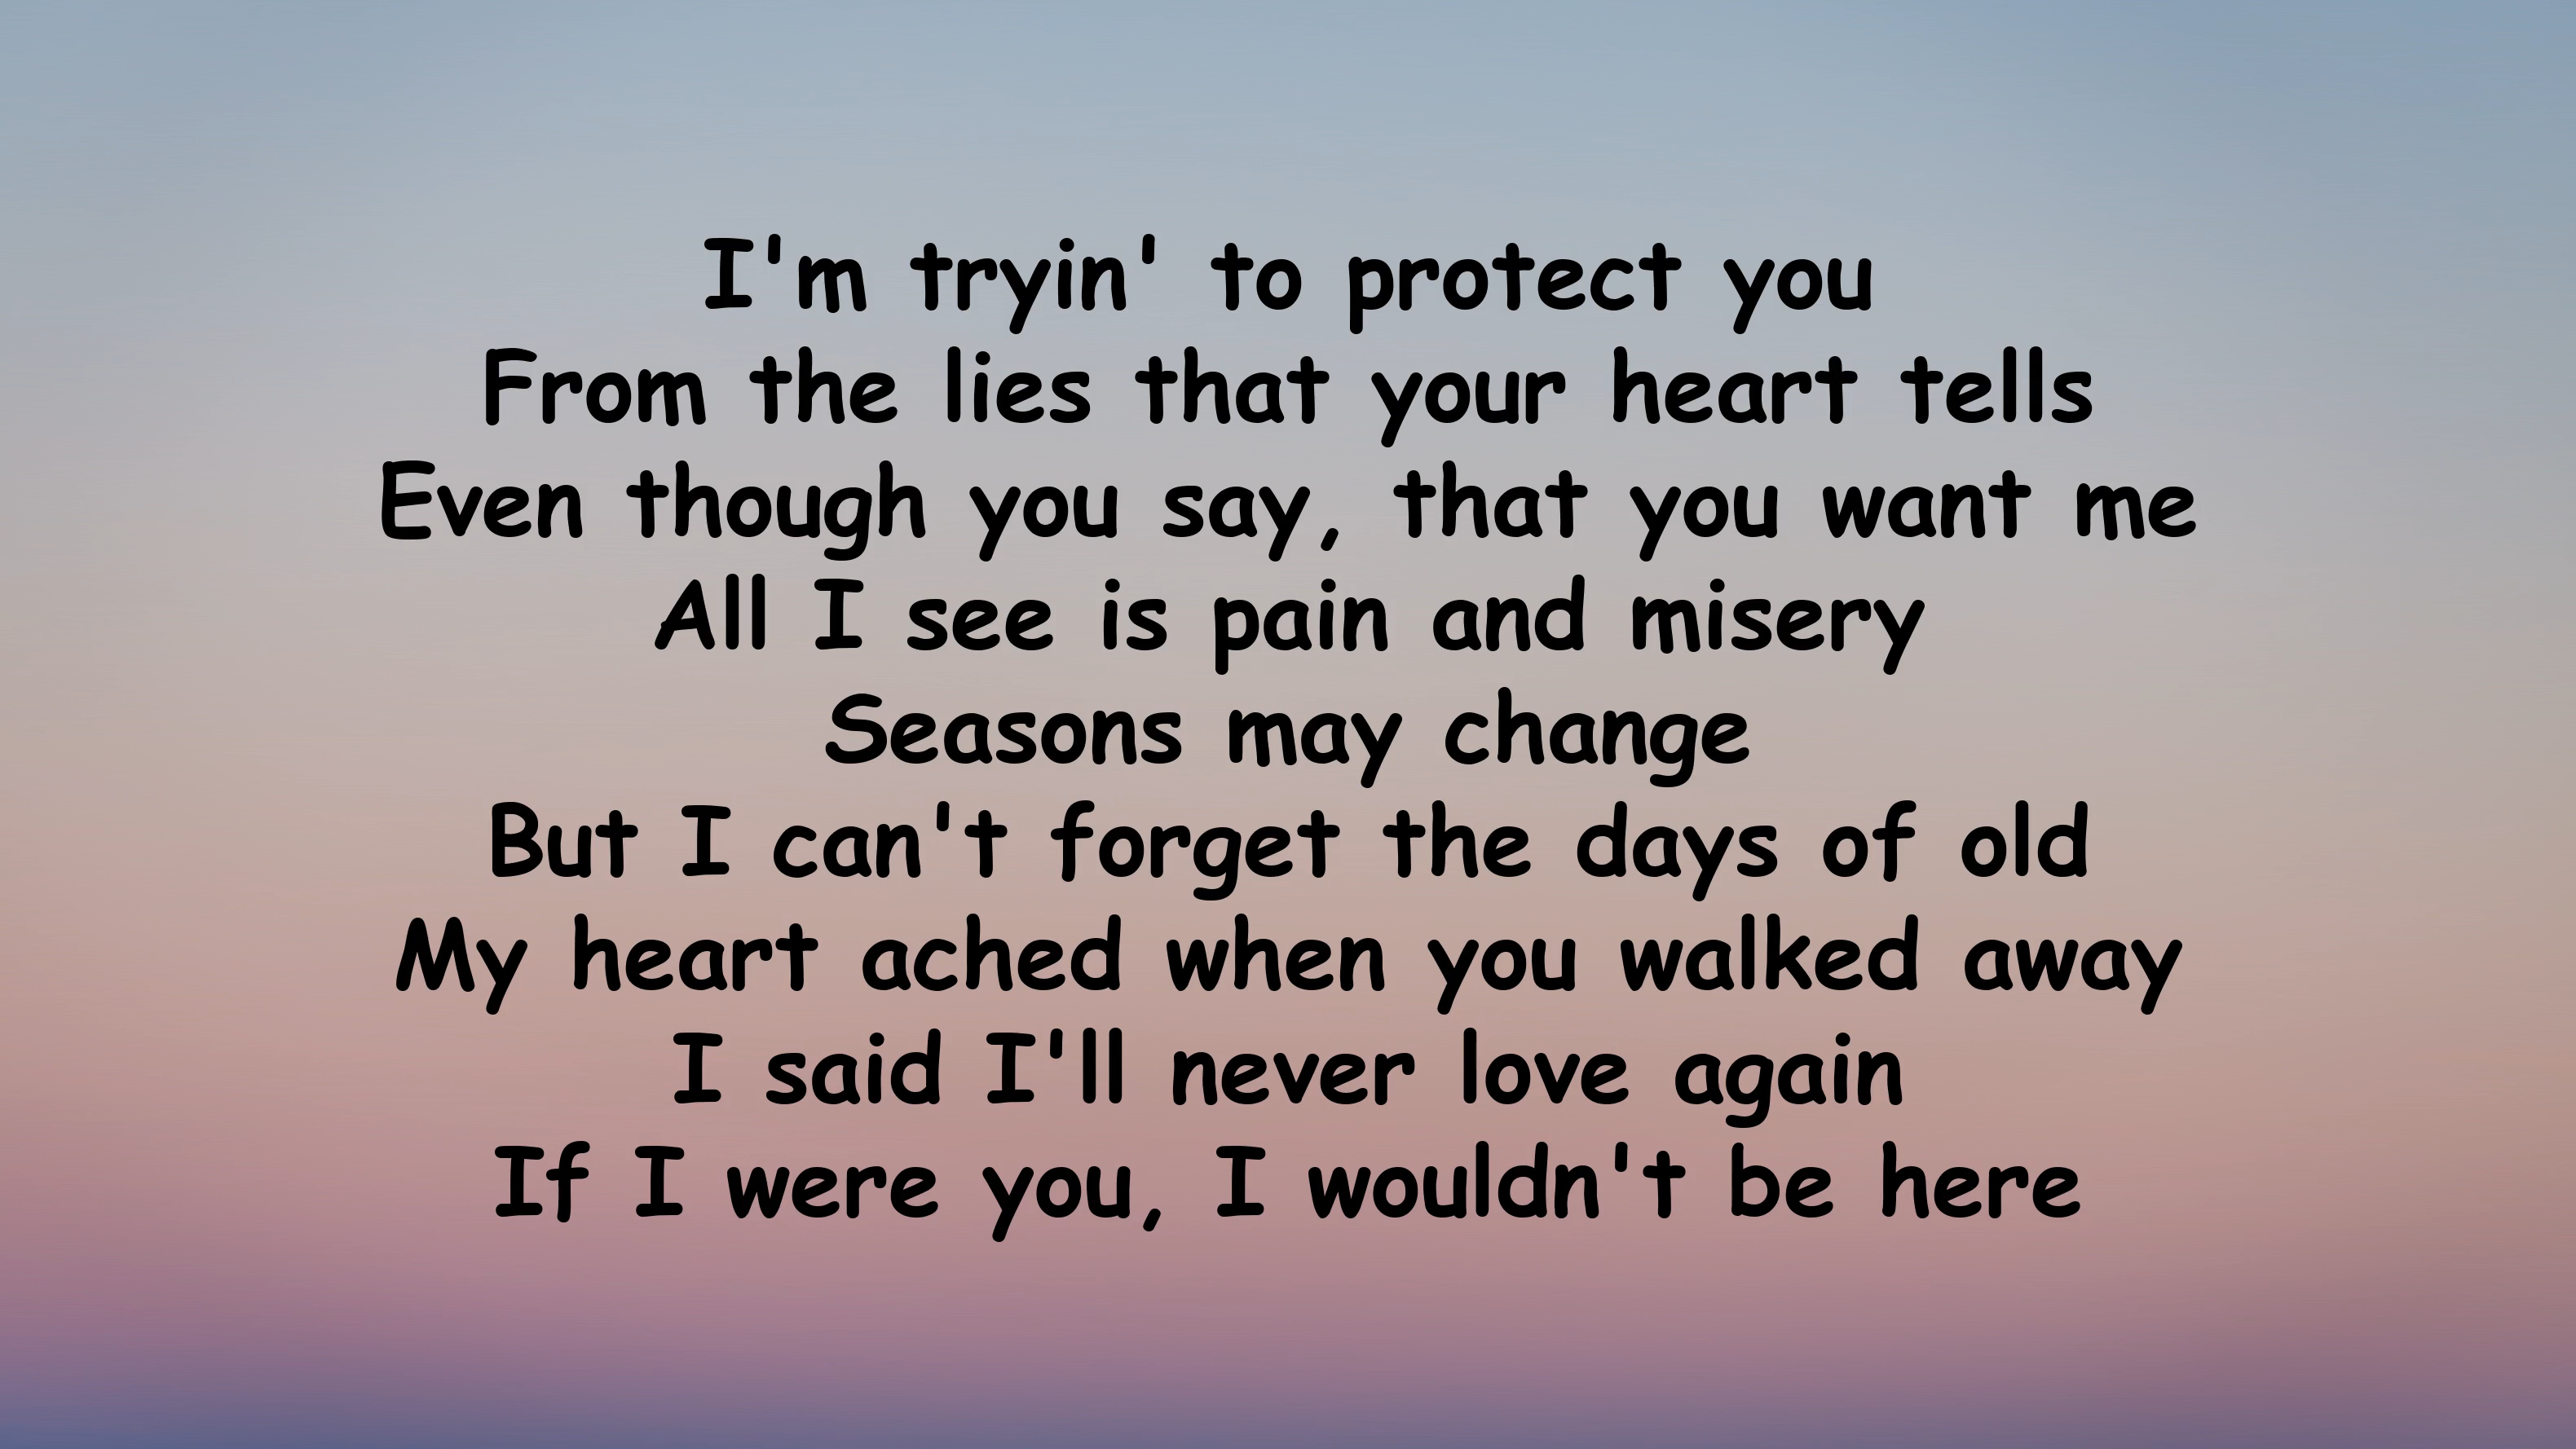 I'm tryin' to protect you
From the lies that your heart tells
Even though you say, that you want me
All I see is pain and misery
Seasons may change
But I can't forget the days of old
My heart ached when you walked away
I said I'll never love again
If I were you, I wouldn't be here